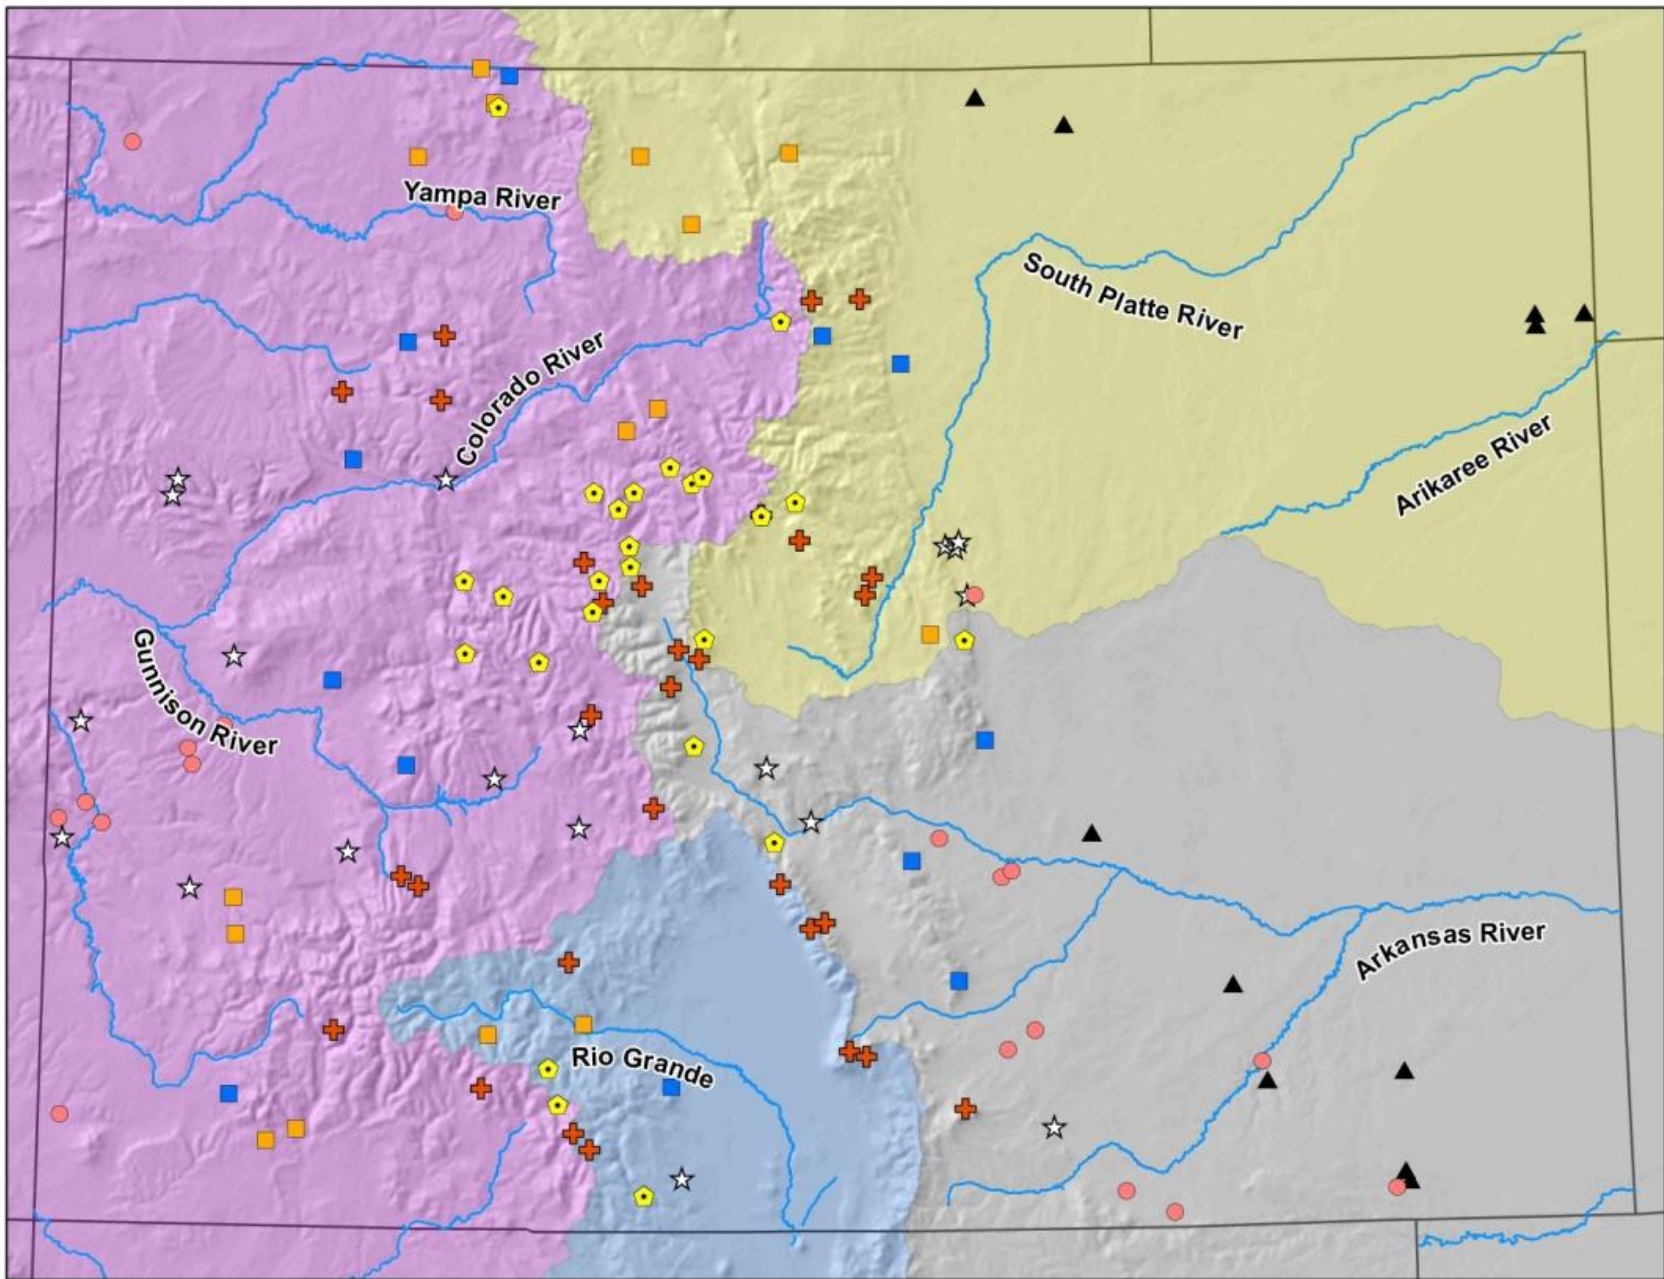 Yampa River
South Platte River
Colorado River
Arikaree River
Gunnison River
Arkansas River
Rio Grande